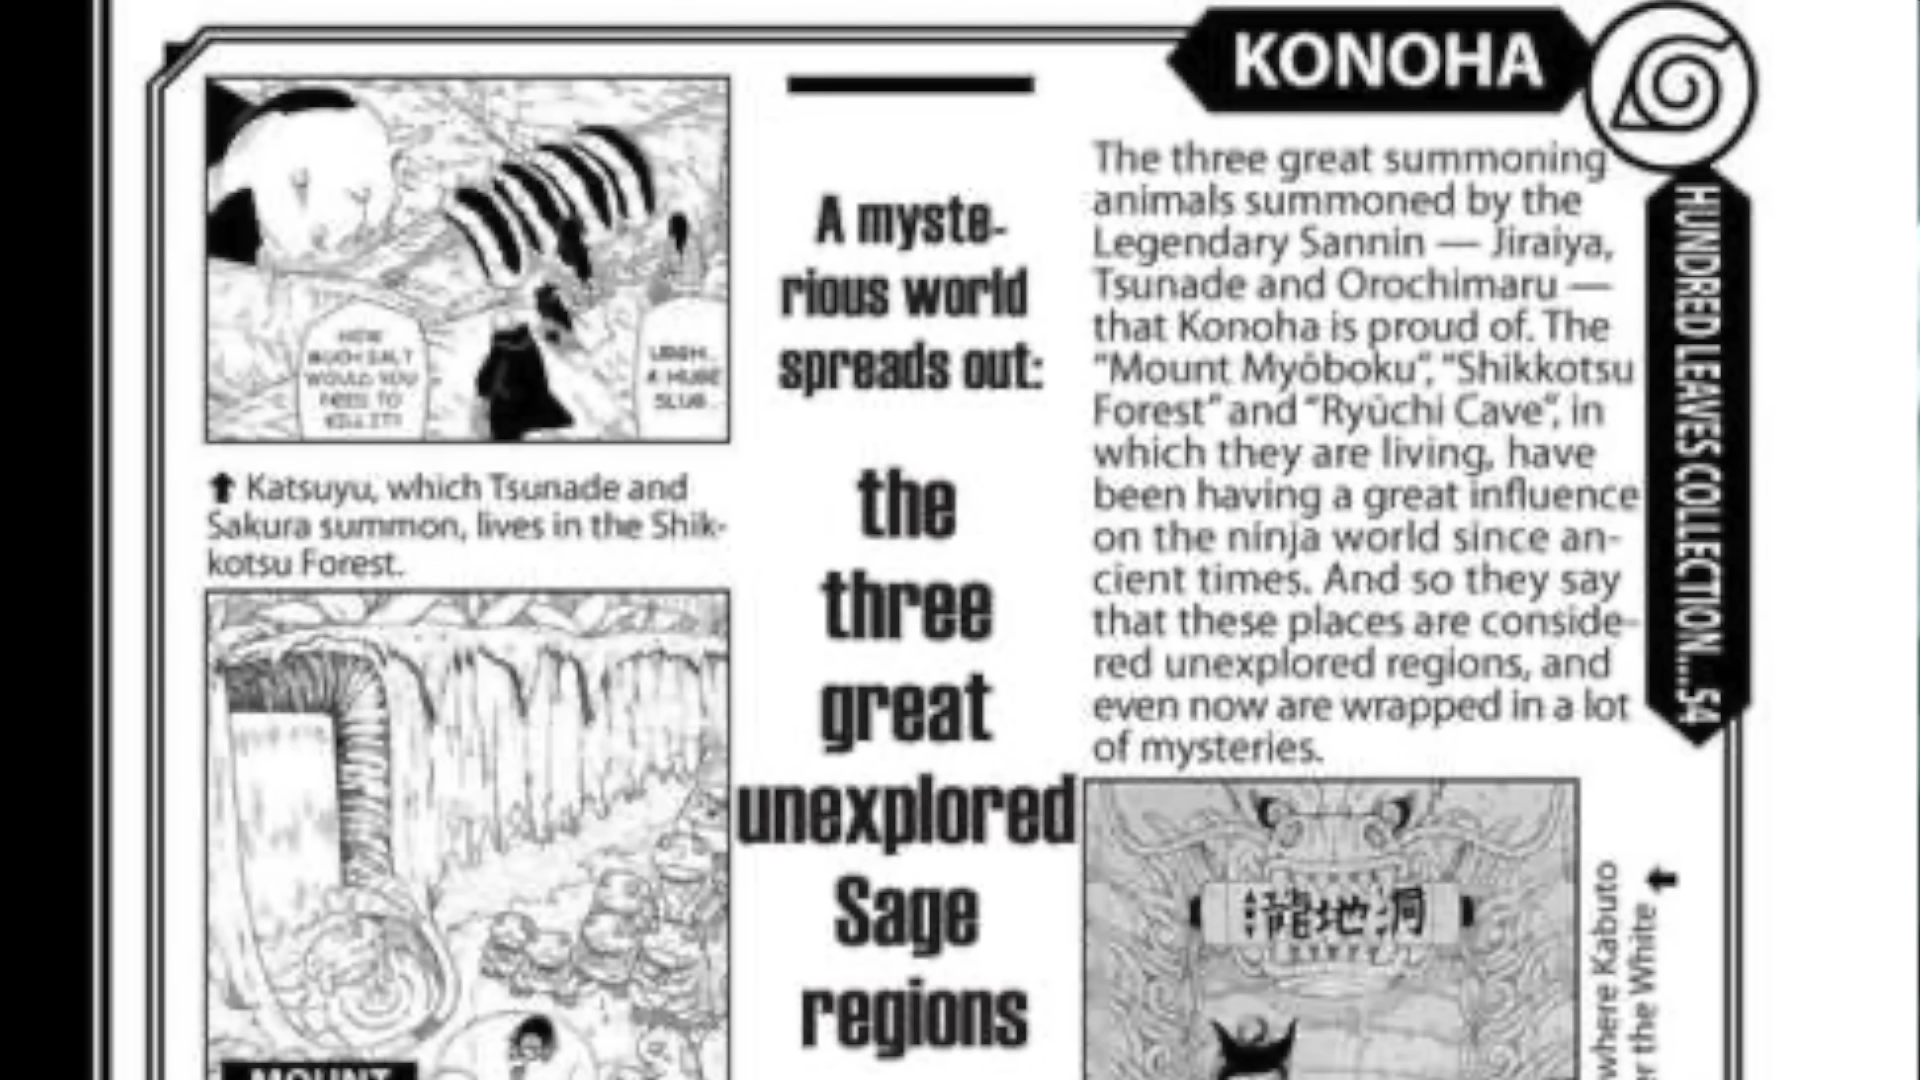 KONOHA
HUNDRED LEAVES COLLECTION...54
The three great summoning
animals summoned by the
Legendary Sannin — Jiraiya,
Tsunade and Orochimaru —
that Konoha is proud of. The
“Mount Myōboku”, “Shikkotsu
Forest” and “Ryūchi Cave”, in
which they are living, have
been having a great influence
on the ninja world since an-
cient times. And so they say
that these places are conside-
red unexplored regions, and
even now are wrapped in a lot
of mysteries.
A myste-
rious world
spreads out:
the
three
great
unexplored
Sage
regions
HOW
MUCH SALT
WOULD YOU
NEED TO
KILL IT?
UGGH...
A HUGE
SLUG...
⬆ Katsuyu, which Tsunade and
Sakura summon, lives in the Shik-
kotsu Forest.
龍地洞
where Kabuto
the White
MOUNT